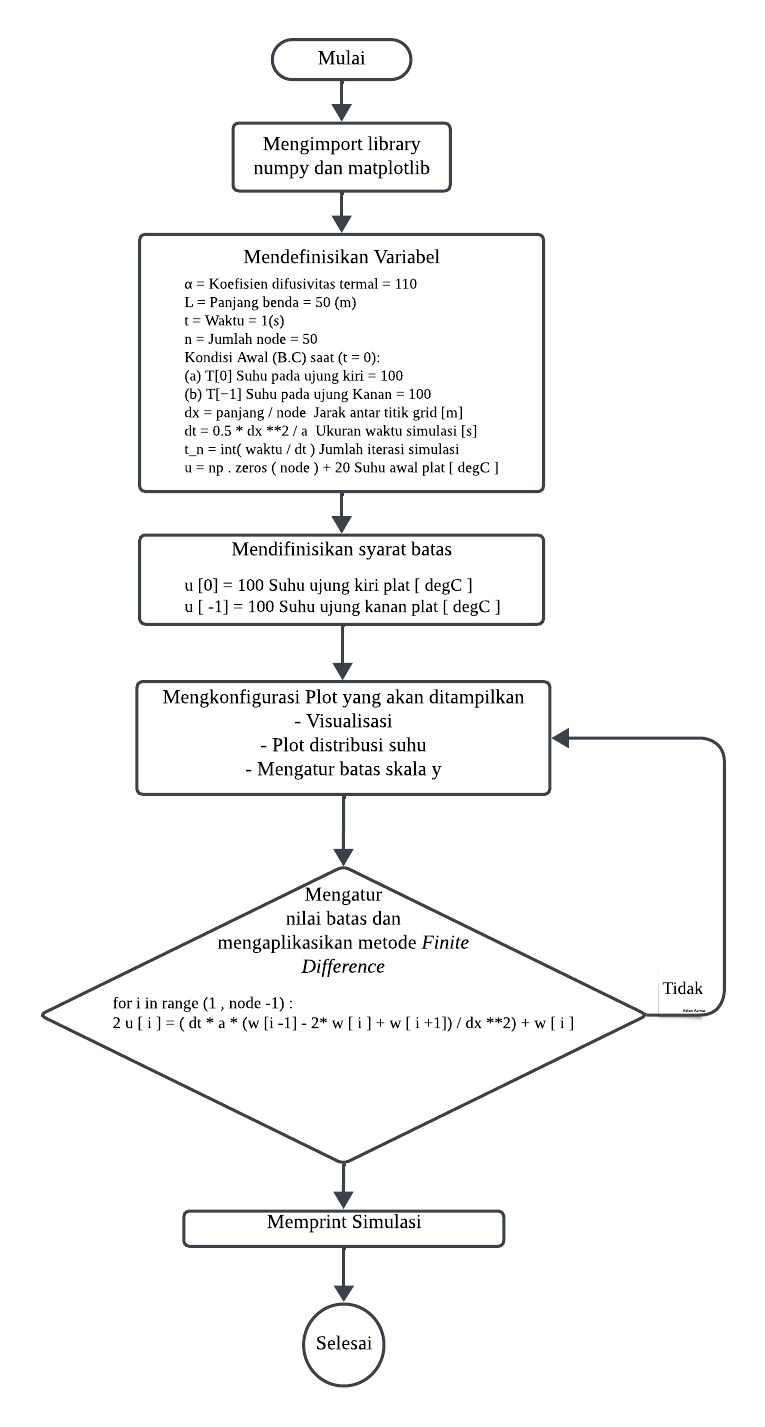 Mulai
Mengimport library
numpy dan matplotlib
Mendefinisikan Variabel
α = Koefisien difusivitas termal = 110
L = Panjang benda = 50 (m)
t = Waktu = 1(s)
n = Jumlah node = 50
Kondisi Awal (B.C) saat (t = 0):
(a) T[0] Suhu pada ujung kiri = 100
(b) T[−1] Suhu pada ujung Kanan = 100
dx = panjang / node  Jarak antar titik grid [m]
dt = 0.5 * dx **2 / a  Ukuran waktu simulasi [s]
t_n = int( waktu / dt ) Jumlah iterasi simulasi
u = np . zeros ( node ) + 20 Suhu awal plat [ degC ]
Mendifinisikan syarat batas
u [0] = 100 Suhu ujung kiri plat [ degC ]
u [ -1] = 100 Suhu ujung kanan plat [ degC ]
Mengkonfigurasi Plot yang akan ditampilkan
- Visualisasi
- Plot distribusi suhu
- Mengatur batas skala y
Mengatur
nilai batas dan
mengaplikasikan metode Finite
Difference
for i in range (1 , node -1) :
2 u [ i ] = ( dt * a * (w [i -1] - 2* w [ i ] + w [ i +1]) / dx **2) + w [ i ]
Tidak
Memprint Simulasi
Selesai